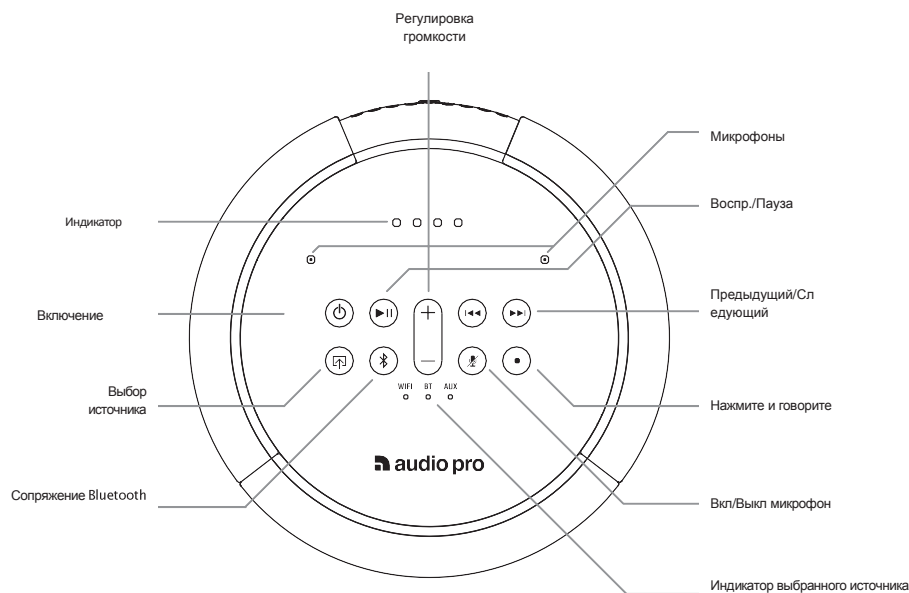 Регулировка
громкости
Микрофоны
Индикатор
Воспр./Пауза
Включение
Предыдущий/Сл
едующий
Выбор
источника
WIFI BT AUX
Нажмите и говорите
audio pro
Сопряжение Bluetooth
Вкл/Выкл микрофон
Индикатор выбранного источника